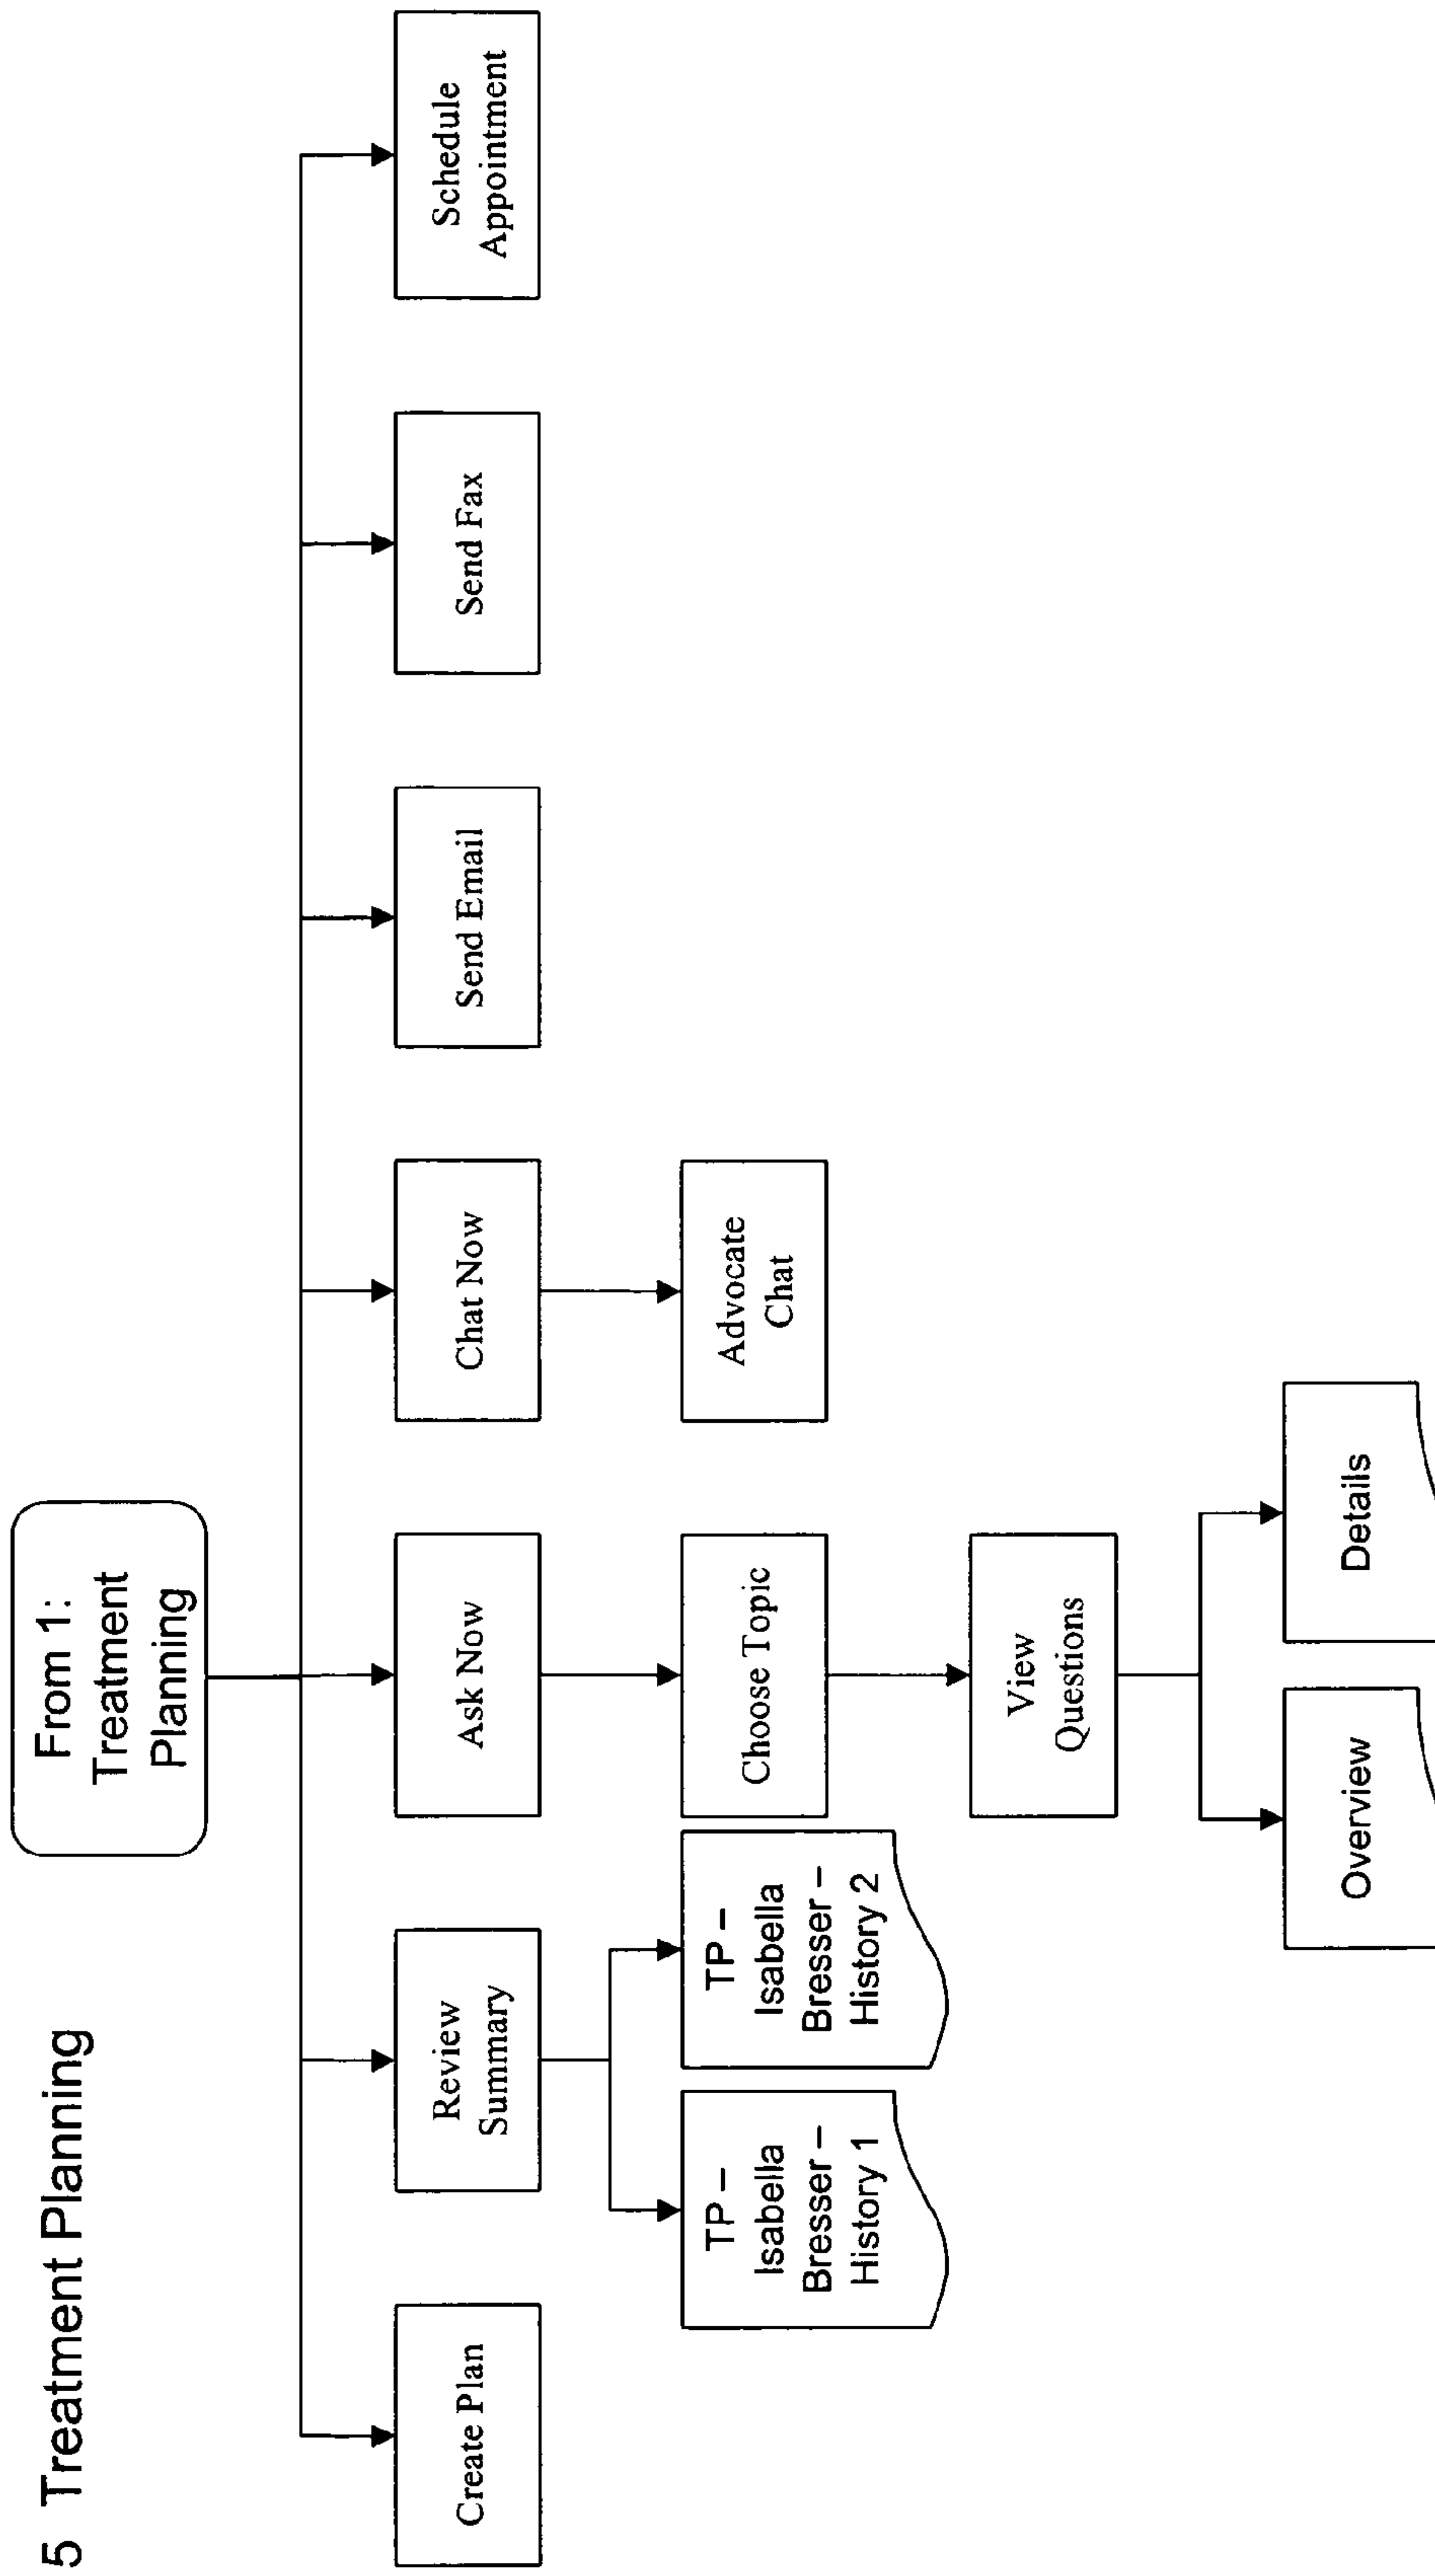 5 Treatment Planning
From 1:
Treatment
Planning
Create Plan
Review
Summary
Ask Now
Chat Now
Send Email
Send Fax
Schedule
Appointment
TP –
Isabella
Bresser –
History 1
TP –
Isabella
Bresser –
History 2
Choose Topic
Advocate
Chat
View
Questions
Overview
Details